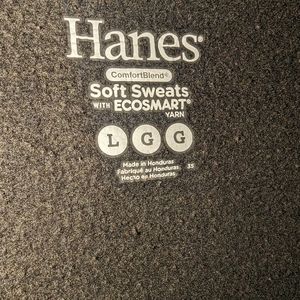 Hanes®
ComfortBlend®
Soft Sweats
WITH ECOSMART®
YARN
L G G
Made in Honduras
Fabriqué au Honduras
Hecho en Honduras
35